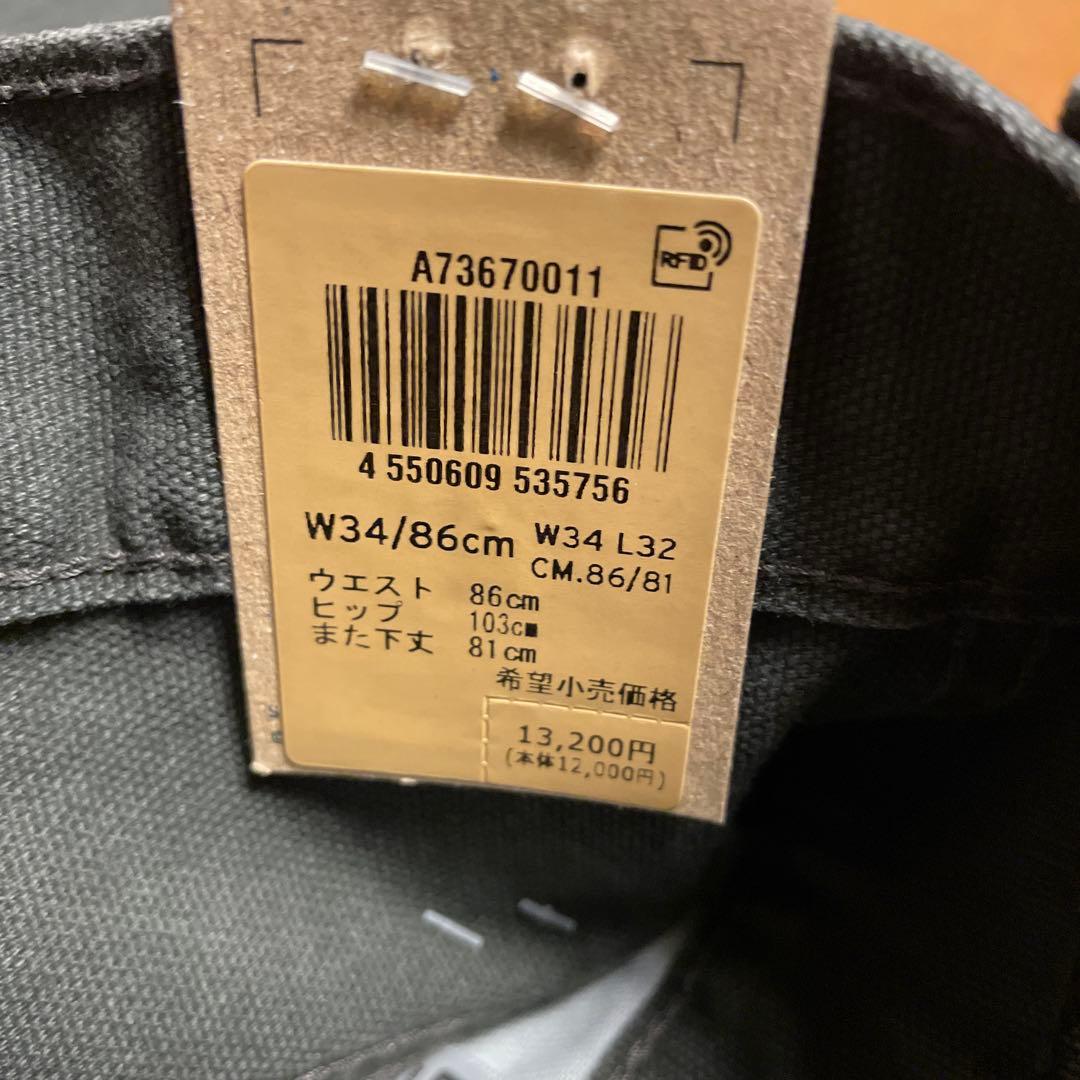 RFID
A73670011
4 550609 535756
W34/86cm
W34 L32
CM.86/81
ウエスト 86cm
ヒップ 103cm
また下丈 81cm
希望小売価格
13,200円
(本体12,000円)